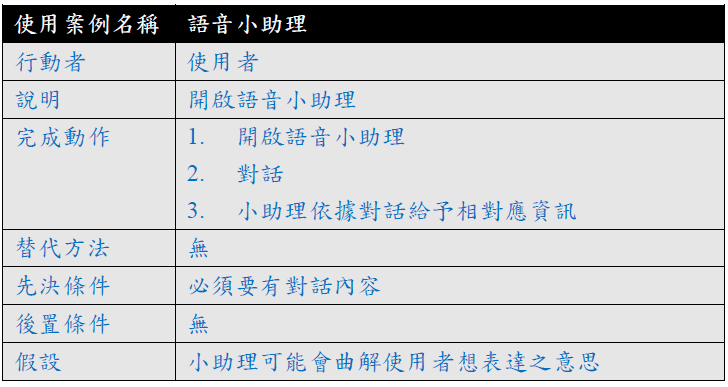 使用案例名稱 語音小助理
行動者 使用者
說明 開啟語音小助理
完成動作 1. 開啟語音小助理
2. 對話
3. 小助理依據對話給予相對應資訊
替代方法 無
先決條件 必須要有對話內容
後置條件 無
假設 小助理可能會曲解使用者想表達之意思